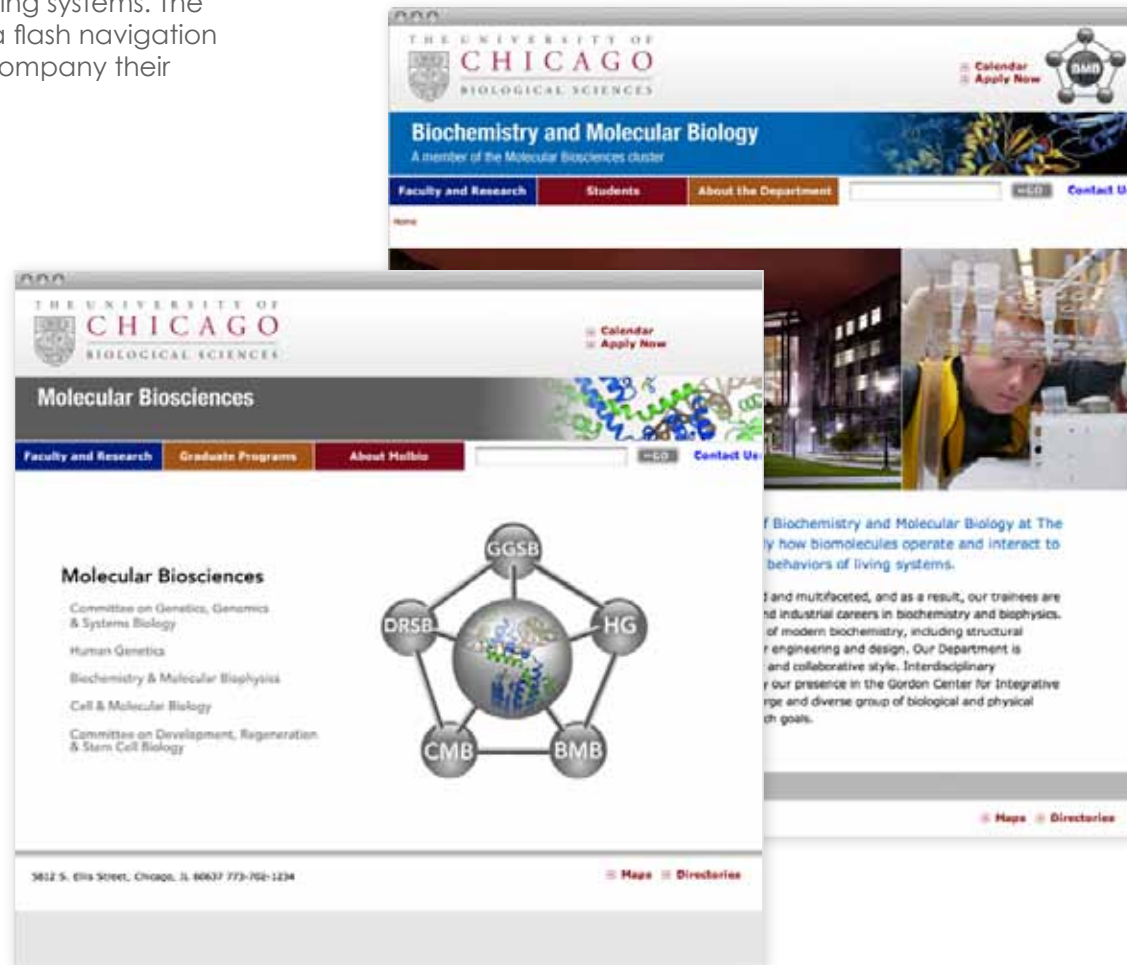 ing systems. The
a flash navigation
ompany their
THE UNIVERSITY OF
CHICAGO
BIOLOGICAL SCIENCES
Calendar
Apply Now
BMB
Biochemistry and Molecular Biology
A member of the Molecular Biosciences cluster
Faculty and Research Students About the Department GO Contact U
Home
f Biochemistry and Molecular Biology at The
y how biomolecules operate and interact to
behaviors of living systems.
d and multifaceted, and as a result, our trainees are
nd industrial careers in biochemistry and biophysics.
of modern biochemistry, including structural
r engineering and design. Our Department is
and collaborative style. Interdisciplinary
y our presence in the Gordon Center for Integrative
rge and diverse group of biological and physical
ch goals.
Maps Directories
THE UNIVERSITY OF
CHICAGO
BIOLOGICAL SCIENCES
Calendar
Apply Now
Molecular Biosciences
Faculty and Research Graduate Programs About Molbio GO Contact Us
Molecular Biosciences
Committee on Genetics, Genomics
& Systems Biology
Human Genetics
Biochemistry & Molecular Biophysics
Cell & Molecular Biology
Committee on Development, Regeneration
& Stem Cell Biology
GGSB
DRSB
HG
CMB
BMB
5812 S. Ellis Street, Chicago, IL 60637 773-702-1234
Maps Directories